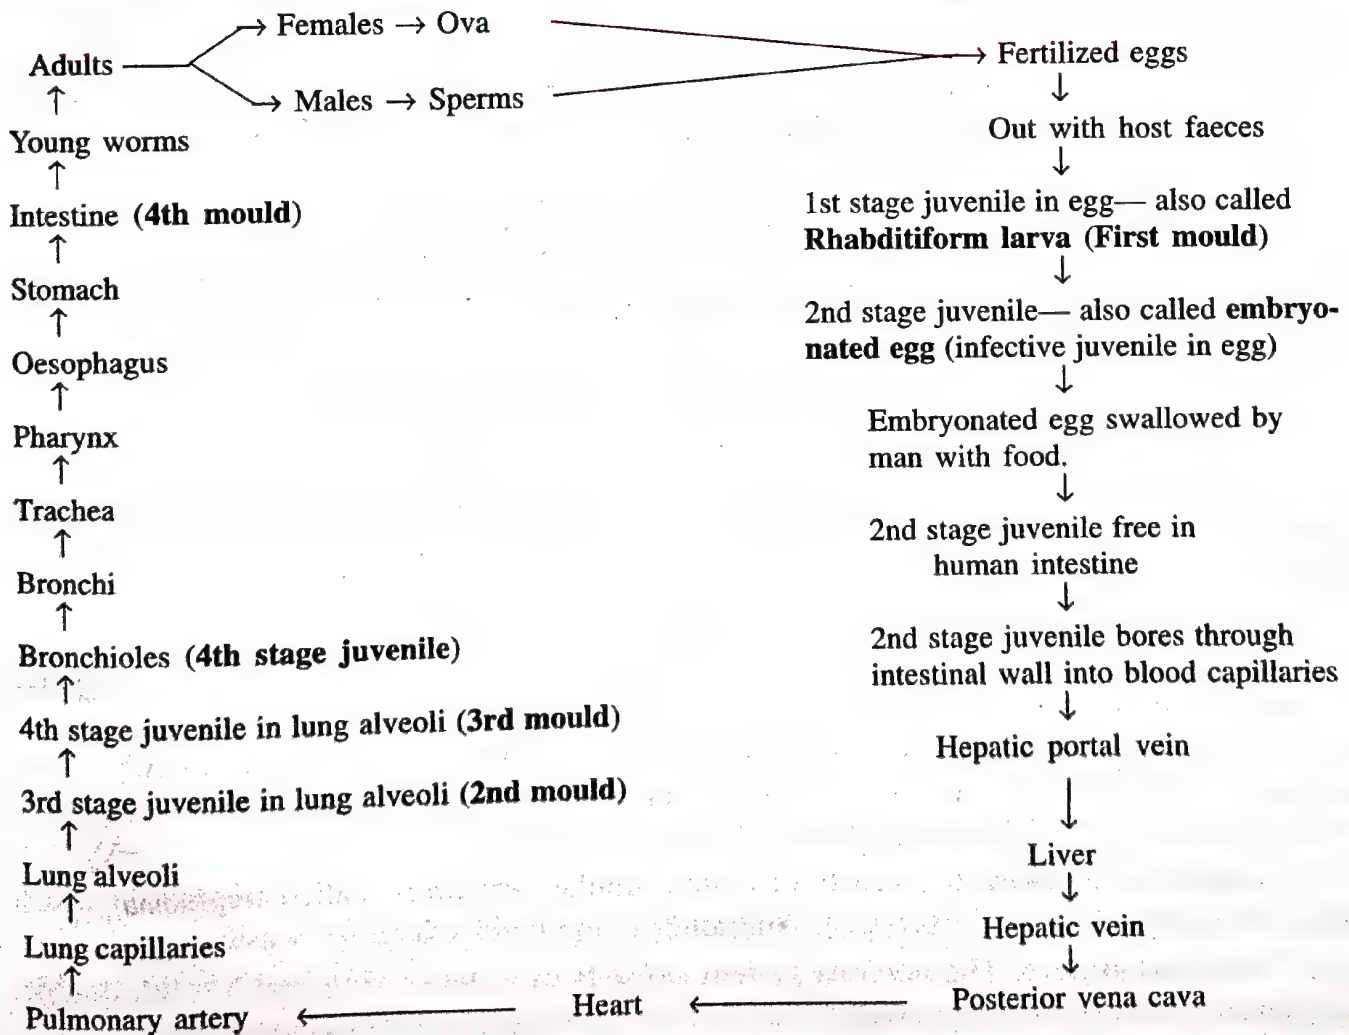 Adults → Females → Ova → Fertilized eggs
→ Males → Sperms →
↓
Out with host faeces
↓
1st stage juvenile in egg— also called
Rhabditiform larva (First mould)
↓
2nd stage juvenile— also called embryo-
nated egg (infective juvenile in egg)
↓
Embryonated egg swallowed by
man with food.
↓
2nd stage juvenile free in
human intestine
↓
2nd stage juvenile bores through
intestinal wall into blood capillaries
↓
Hepatic portal vein
↓
Liver
↓
Hepatic vein
↓
Posterior vena cava
←
Heart
←
Pulmonary artery
↑
Lung capillaries
↑
Lung alveoli
↑
3rd stage juvenile in lung alveoli (2nd mould)
↑
4th stage juvenile in lung alveoli (3rd mould)
↑
Bronchioles (4th stage juvenile)
↑
Bronchi
↑
Trachea
↑
Pharynx
↑
Oesophagus
↑
Stomach
↑
Intestine (4th mould)
↑
Young worms
↑